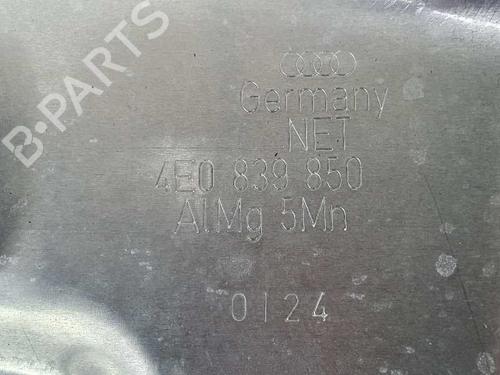 B-PARTS
Germany
NET
4E0 839 850
AlMg 5Mn
0124